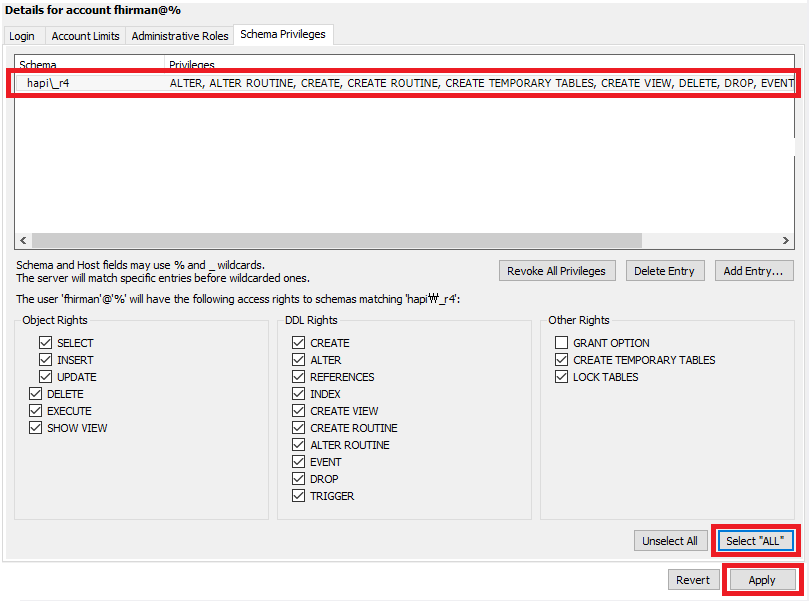 Details for account fhirman@%
Login Account Limits Administrative Roles Schema Privileges
Schema Privileges
hapi\_r4 ALTER, ALTER ROUTINE, CREATE, CREATE ROUTINE, CREATE TEMPORARY TABLES, CREATE VIEW, DELETE, DROP, EVENT
Schema and Host fields may use % and _ wildcards.
The server will match specific entries before wildcarded ones.
Revoke All Privileges Delete Entry Add Entry...
The user 'fhirman'@'%' will have the following access rights to schemas matching 'hapi₩_r4':
Object Rights
SELECT
INSERT
UPDATE
DELETE
EXECUTE
SHOW VIEW
DDL Rights
CREATE
ALTER
REFERENCES
INDEX
CREATE VIEW
CREATE ROUTINE
ALTER ROUTINE
EVENT
DROP
TRIGGER
Other Rights
GRANT OPTION
CREATE TEMPORARY TABLES
LOCK TABLES
Unselect All Select "ALL"
Revert Apply